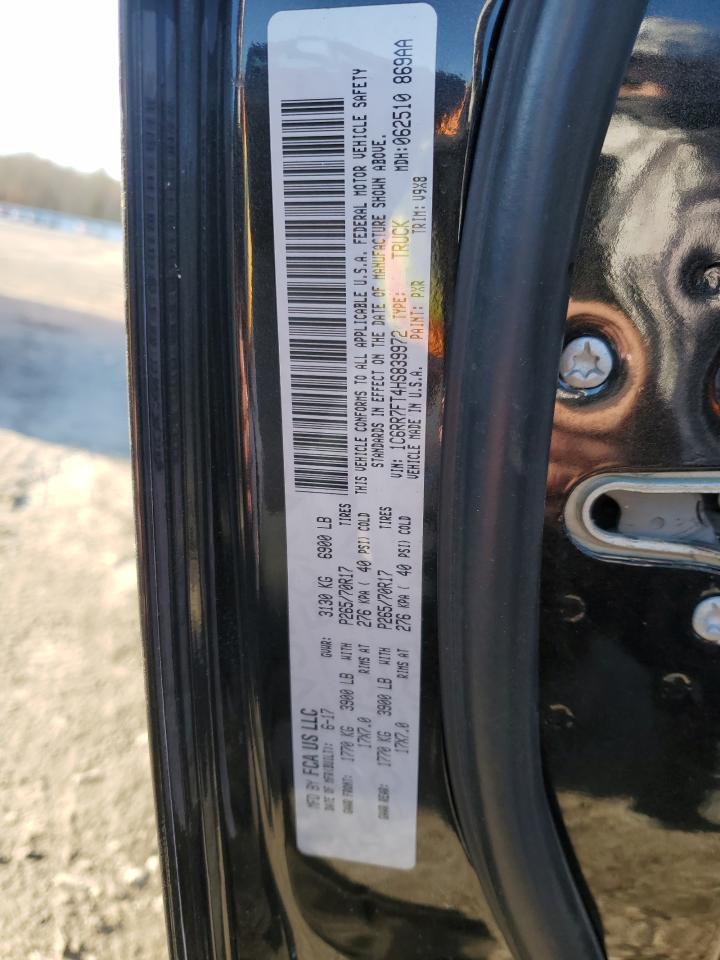 MFD BY FCA US LLC
DATE OF MFR(BUILT): 6-17 GVWR: 3130 KG 6900 LB
GAWR FRONT: 1770 KG 3900 LB WITH P265/70R17 TIRES
17X7.0 RIMS AT 276 KPA ( 40 PSI) COLD
GAWR REAR: 1770 KG 3900 LB WITH P265/70R17 TIRES
17X7.0 RIMS AT 276 KPA ( 40 PSI) COLD
THIS VEHICLE CONFORMS TO ALL APPLICABLE U.S.A. FEDERAL MOTOR VEHICLE SAFETY
STANDARDS IN EFFECT ON THE DATE OF MANUFACTURE SHOWN ABOVE.
VIN: 1C6RR7FT4HS839972 TYPE: TRUCK MDH:062510 869AA
VEHICLE MADE IN U.S.A. PAINT: PXR TRIM: V9X8